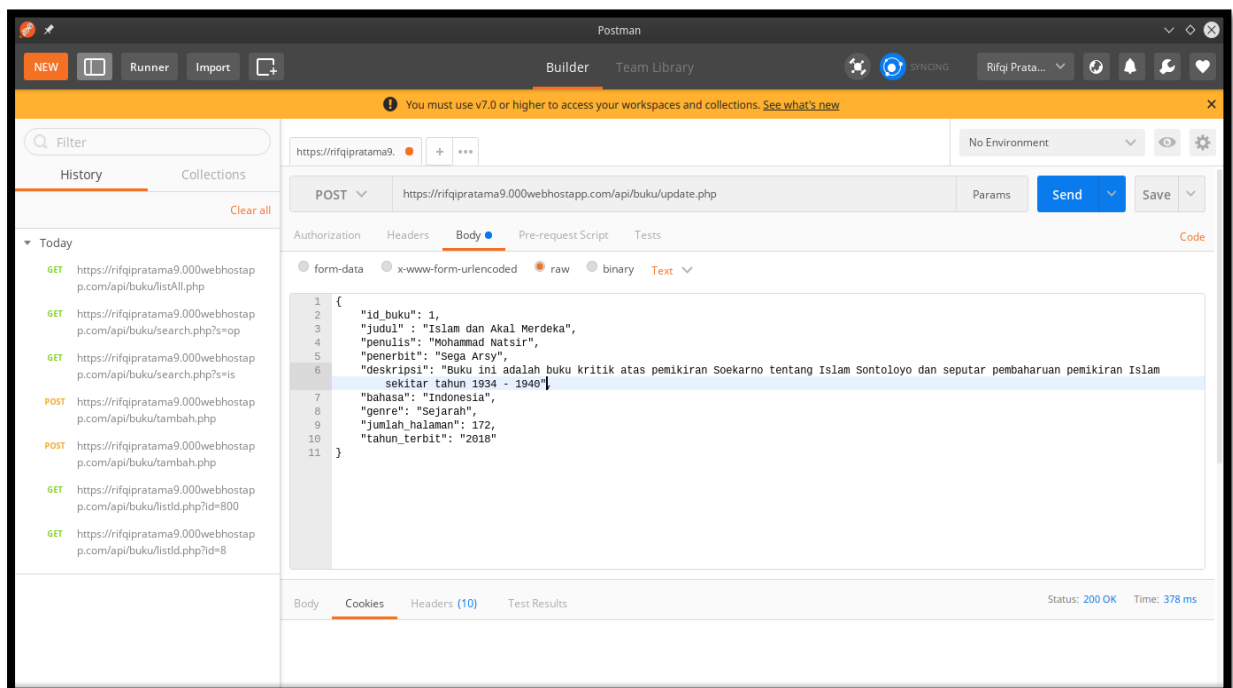 Postman
NEW
Runner
Import
Builder
Team Library
SYNCING
Rifqi Prata...
You must use v7.0 or higher to access your workspaces and collections. See what's new
Filter
History
Collections
Clear all
Today
GET https://rifqipratama9.000webhostap
p.com/api/buku/listAll.php
GET https://rifqipratama9.000webhostap
p.com/api/buku/search.php?s=op
GET https://rifqipratama9.000webhostap
p.com/api/buku/search.php?s=is
POST https://rifqipratama9.000webhostap
p.com/api/buku/tambah.php
POST https://rifqipratama9.000webhostap
p.com/api/buku/tambah.php
GET https://rifqipratama9.000webhostap
p.com/api/buku/listId.php?id=800
GET https://rifqipratama9.000webhostap
p.com/api/buku/listId.php?id=8
https://rifqipratama9.
No Environment
POST
https://rifqipratama9.000webhostapp.com/api/buku/update.php
Params
Send
Save
Authorization
Headers
Body
Pre-request Script
Tests
Code
form-data
x-www-form-urlencoded
raw
binary
Text
1 {
2 "id_buku": 1,
3 "judul" : "Islam dan Akal Merdeka",
4 "penulis": "Mohammad Natsir",
5 "penerbit": "Sega Arsy",
6 "deskripsi": "Buku ini adalah buku kritik atas pemikiran Soekarno tentang Islam Sontoloyo dan seputar pembaharuan pemikiran Islam
sekitar tahun 1934 - 1940",
7 "bahasa": "Indonesia",
8 "genre": "Sejarah",
9 "jumlah_halaman": 172,
10 "tahun_terbit": "2018"
11 }
Body
Cookies
Headers (10)
Test Results
Status: 200 OK
Time: 378 ms